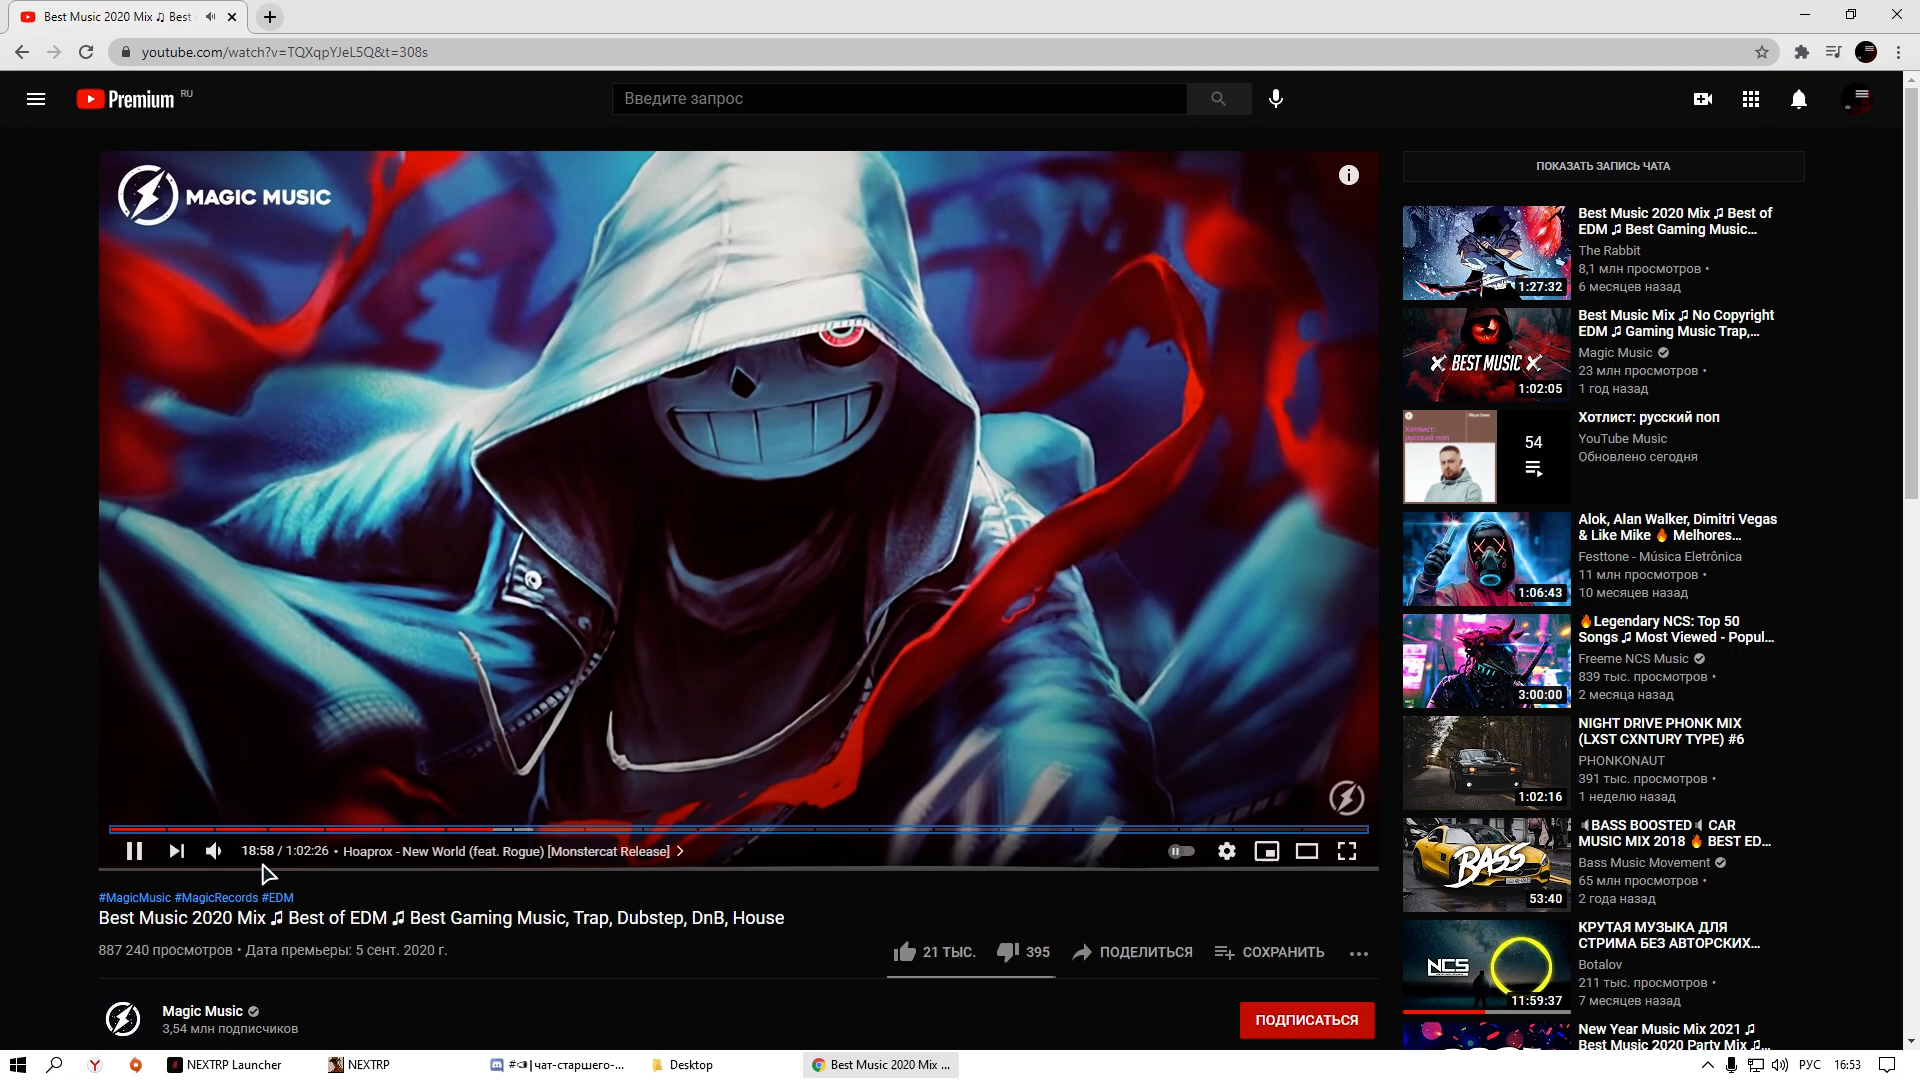 Best Music 2020 Mix ♫ Best
youtube.com/watch?v=TQXqpYJeL5Q&t=308s
Premium RU
Введите запрос
MAGIC MUSIC
18:58 / 1:02:26 • Hoaprox - New World (feat. Rogue) [Monstercat Release]
#MagicMusic #MagicRecords #EDM
Best Music 2020 Mix ♫ Best of EDM ♫ Best Gaming Music, Trap, Dubstep, DnB, House
887 240 просмотров • Дата премьеры: 5 сент. 2020 г.
21 ТЫС. 395 ПОДЕЛИТЬСЯ СОХРАНИТЬ
Magic Music
3,54 млн подписчиков
ПОДПИСАТЬСЯ
ПОКАЗАТЬ ЗАПИСЬ ЧАТА
1:27:32
Best Music 2020 Mix ♫ Best of
EDM ♫ Best Gaming Music...
The Rabbit
8,1 млн просмотров •
6 месяцев назад
BEST MUSIC
1:02:05
Best Music Mix ♫ No Copyright
EDM ♫ Gaming Music Trap,...
Magic Music
23 млн просмотров •
1 год назад
Хотлист:
русский поп
54
Хотлист: русский поп
YouTube Music
Обновлено сегодня
1:06:43
Alok, Alan Walker, Dimitri Vegas
& Like Mike 🔥 Melhores...
Festtone - Música Eletrônica
11 млн просмотров •
10 месяцев назад
3:00:00
🔥Legendary NCS: Top 50
Songs ♫ Most Viewed - Popul...
Freeme NCS Music
839 тыс. просмотров •
2 месяца назад
1:02:16
NIGHT DRIVE PHONK MIX
(LXST CXNTURY TYPE) #6
PHONKONAUT
391 тыс. просмотров •
1 неделю назад
BASS
53:40
🔈BASS BOOSTED🔈 CAR
MUSIC MIX 2018 🔥 BEST ED...
Bass Music Movement
65 млн просмотров •
2 года назад
NCS
11:59:37
КРУТАЯ МУЗЫКА ДЛЯ
СТРИМА БЕЗ АВТОРСКИХ...
Botalov
211 тыс. просмотров •
7 месяцев назад
New Year Music Mix 2021 ♫
Best Music 2020 Party Mix ♫...
NEXTRP Launcher
NEXTRP
чат-старшего-...
Desktop
Best Music 2020 Mix ...
РУС
16:53